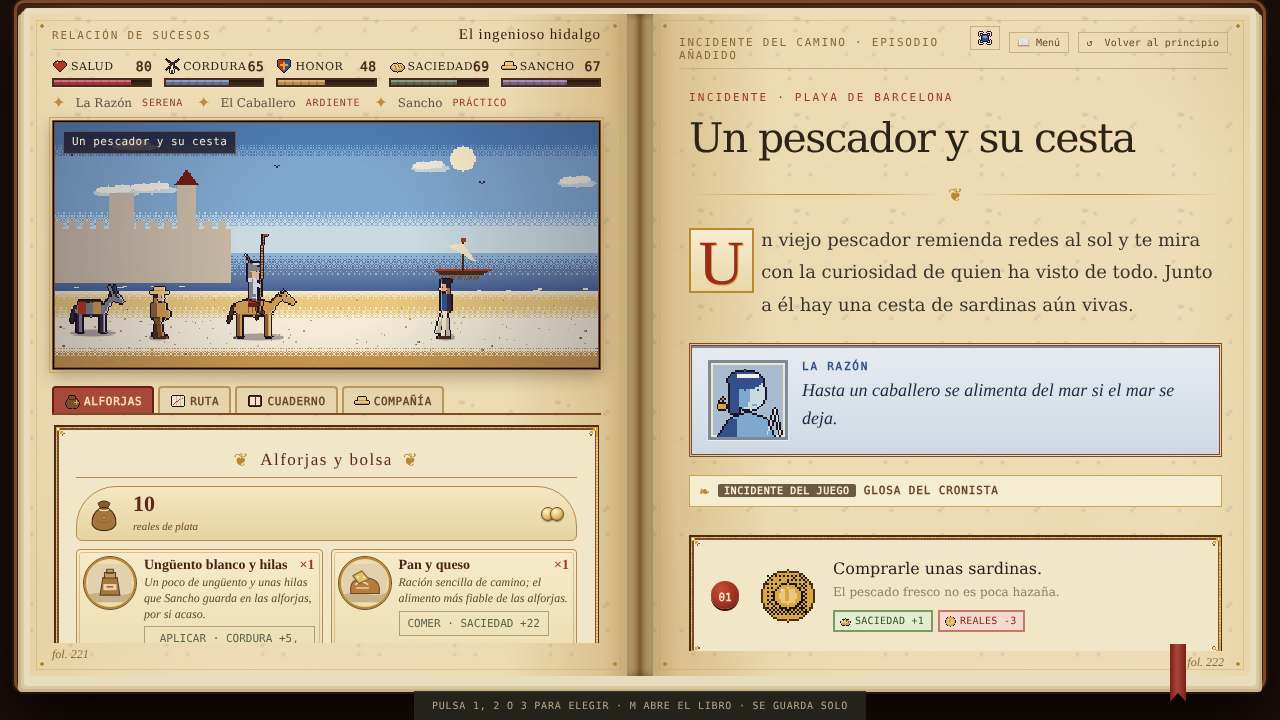 RELACIÓN DE SUCESOS
El ingenioso hidalgo
SALUD 80
CORDURA 65
HONOR 48
SACIEDAD 69
SANCHO 67
La Razón SERENA
El Caballero ARDIENTE
Sancho PRÁCTICO
Un pescador y su cesta
ALFORJAS
RUTA
CUADERNO
COMPAÑÍA
Alforjas y bolsa
10
reales de plata
Ungüento blanco y hilas ×1
Un poco de ungüento y unas hilas
que Sancho guarda en las alforjas,
por si acaso.
APLICAR · CORDURA +5,
Pan y queso ×1
Ración sencilla de camino; el
alimento más fiable de las alforjas.
COMER · SACIEDAD +22
fol. 221
INCIDENTE DEL CAMINO · EPISODIO
AÑADIDO
Menú
↺ Volver al principio
INCIDENTE · PLAYA DE BARCELONA
Un pescador y su cesta
Un viejo pescador remienda redes al sol y te mira
con la curiosidad de quien ha visto de todo. Junto
a él hay una cesta de sardinas aún vivas.
LA RAZÓN
Hasta un caballero se alimenta del mar si el mar se
deja.
INCIDENTE DEL JUEGO GLOSA DEL CRONISTA
01
Comprarle unas sardinas.
El pescado fresco no es poca hazaña.
SACIEDAD +1
REALES -3
fol. 222
PULSA 1, 2 O 3 PARA ELEGIR · M ABRE EL LIBRO · SE GUARDA SOLO